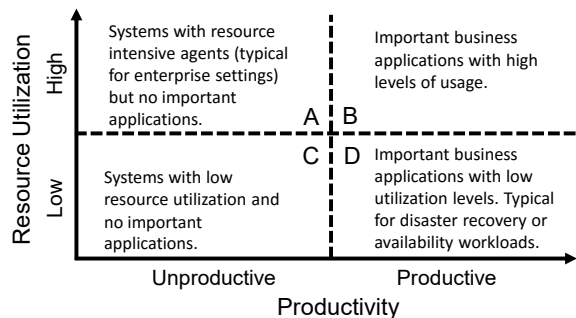 Systems with resource
intensive agents (typical
for enterprise settings)
but no important
applications.
A
Important business
applications with high
levels of usage.
B
Systems with low
resource utilization and
no important
applications.
C
Important business
applications with low
utilization levels. Typical
for disaster recovery or
availability workloads.
D
Resource Utilization
High
Low
Unproductive
Productive
Productivity